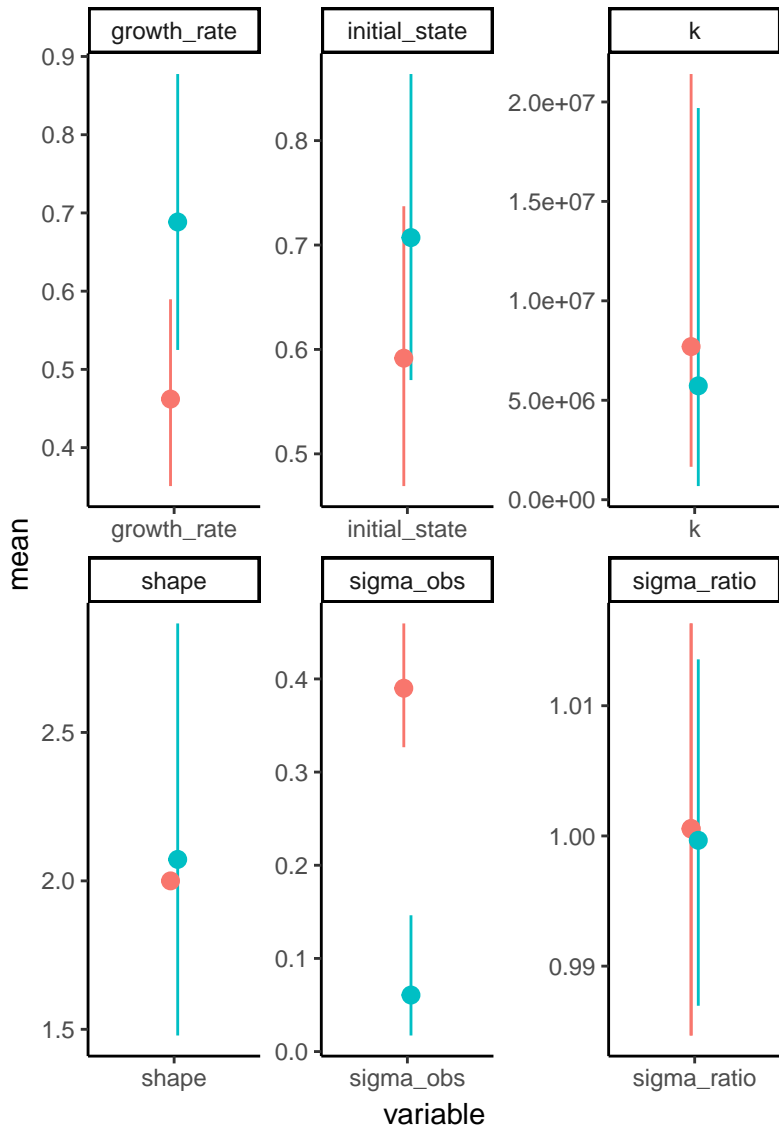 growth_rate
initial_state
k
0.9
0.8
0.7
0.6
0.5
0.4
0.8
0.7
0.6
0.5
2.0e+07
1.5e+07
1.0e+07
5.0e+06
0.0e+00
growth_rate
initial_state
k
mean
shape
sigma_obs
sigma_ratio
2.5
2.0
1.5
0.4
0.3
0.2
0.1
0.0
1.01
1.00
0.99
shape
sigma_obs
sigma_ratio
variable